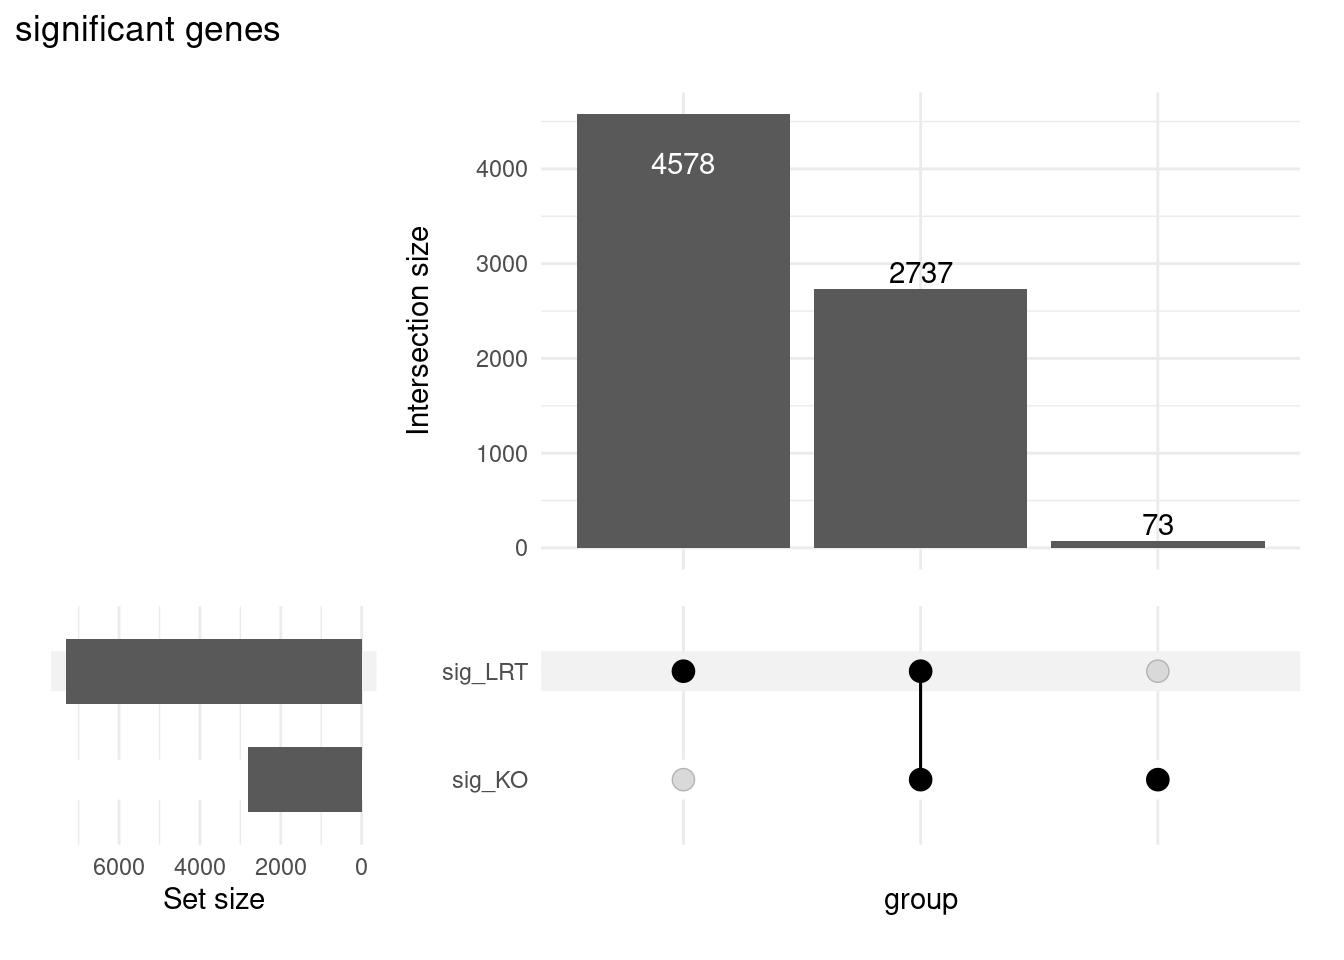 significant genes
Intersection size
4000
3000
2000
1000
0
4578
2737
73
sig_LRT
sig_KO
6000 4000 2000 0
Set size
group